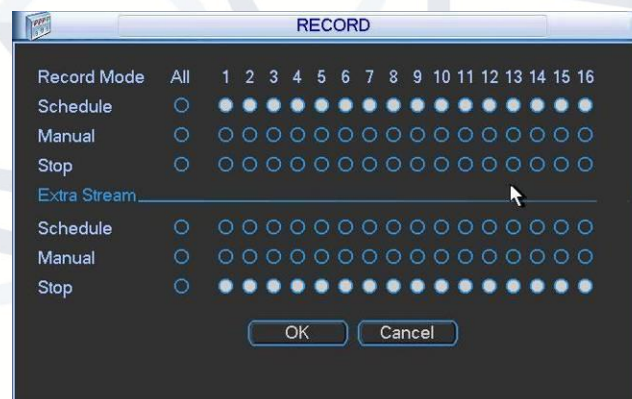 RECORD
Record Mode All 1 2 3 4 5 6 7 8 9 10 11 12 13 14 15 16
Schedule
Manual
Stop
Extra Stream
Schedule
Manual
Stop
OK Cancel